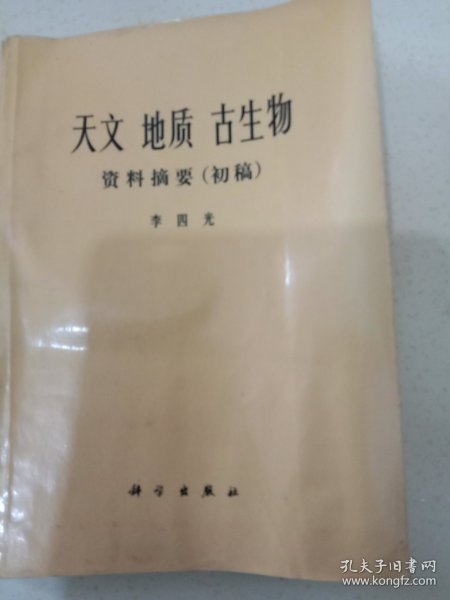 天文 地质 古生物
资料摘要(初稿)
李四光
科学出版社
孔夫子旧书网
www.kongfz.com